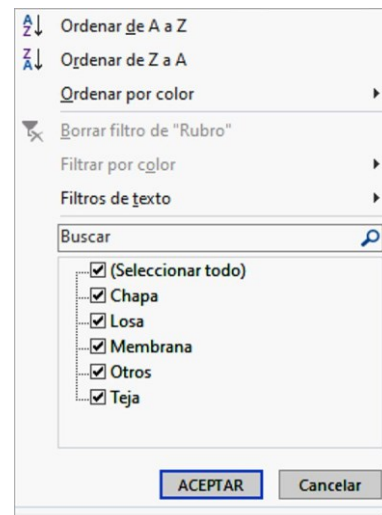 Ordenar de A a Z
Ordenar de Z a A
Ordenar por color
Borrar filtro de "Rubro"
Filtrar por color
Filtros de texto
Buscar
(Seleccionar todo)
Chapa
Losa
Membrana
Otros
Teja
ACEPTAR Cancelar